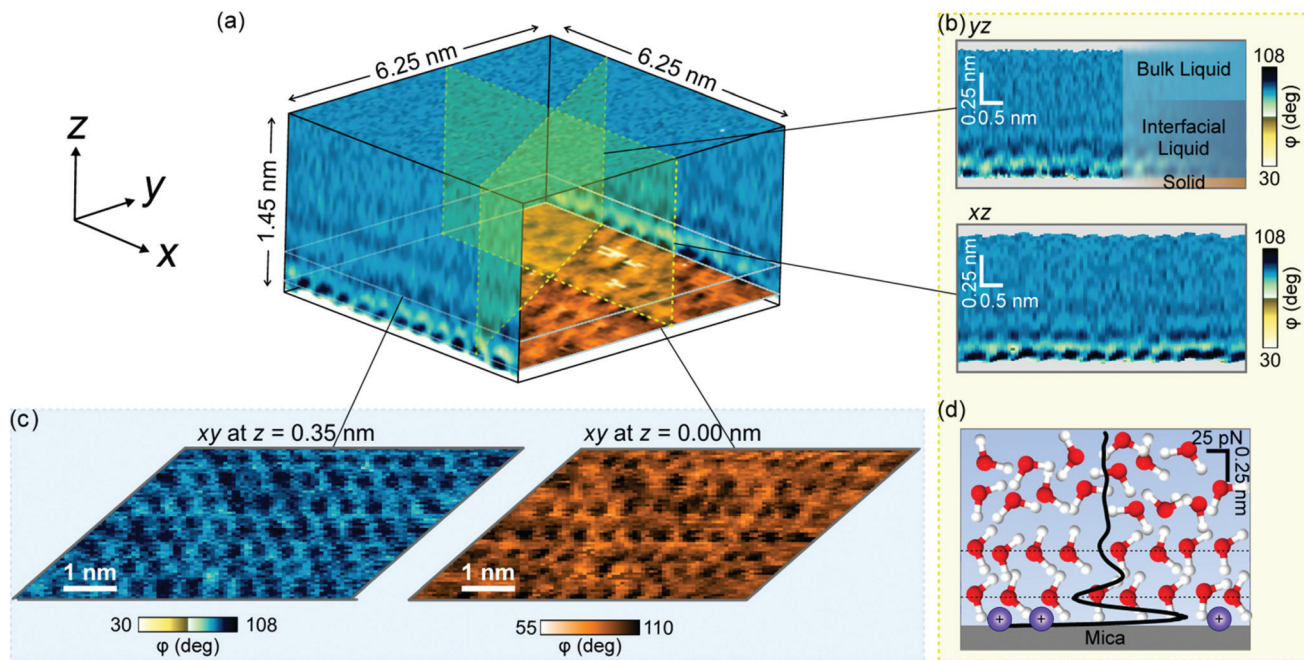 (a)
6.25 nm
6.25 nm
1.45 nm
z
y
x
(b)
yz
0.25 nm
0.5 nm
Bulk Liquid
Interfacial
Liquid
Solid
108
φ (deg)
30
xz
0.25 nm
0.5 nm
108
φ (deg)
30
(c)
xy at z = 0.35 nm
1 nm
30
108
φ (deg)
xy at z = 0.00 nm
1 nm
55
110
φ (deg)
(d)
25 pN
0.25 nm
+
+
+
Mica